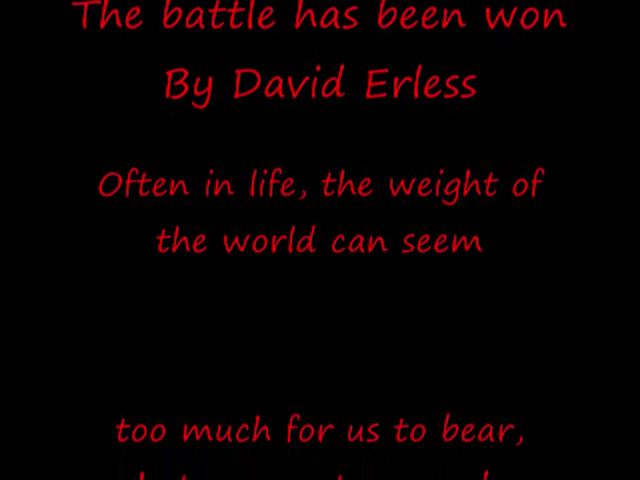 The battle has been won
By David Erless
Often in life, the weight of
the world can seem
too much for us to bear,